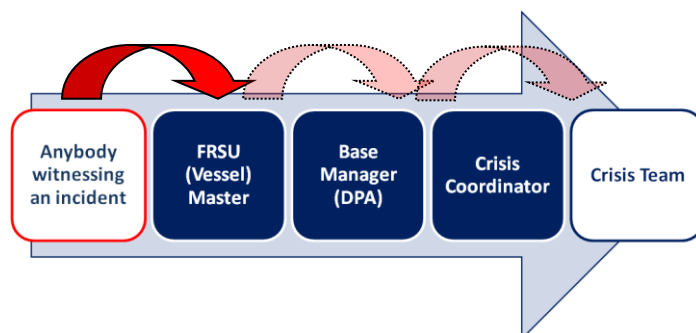 Anybody
witnessing
an incident
FRSU
(Vessel)
Master
Base
Manager
(DPA)
Crisis
Coordinator
Crisis Team